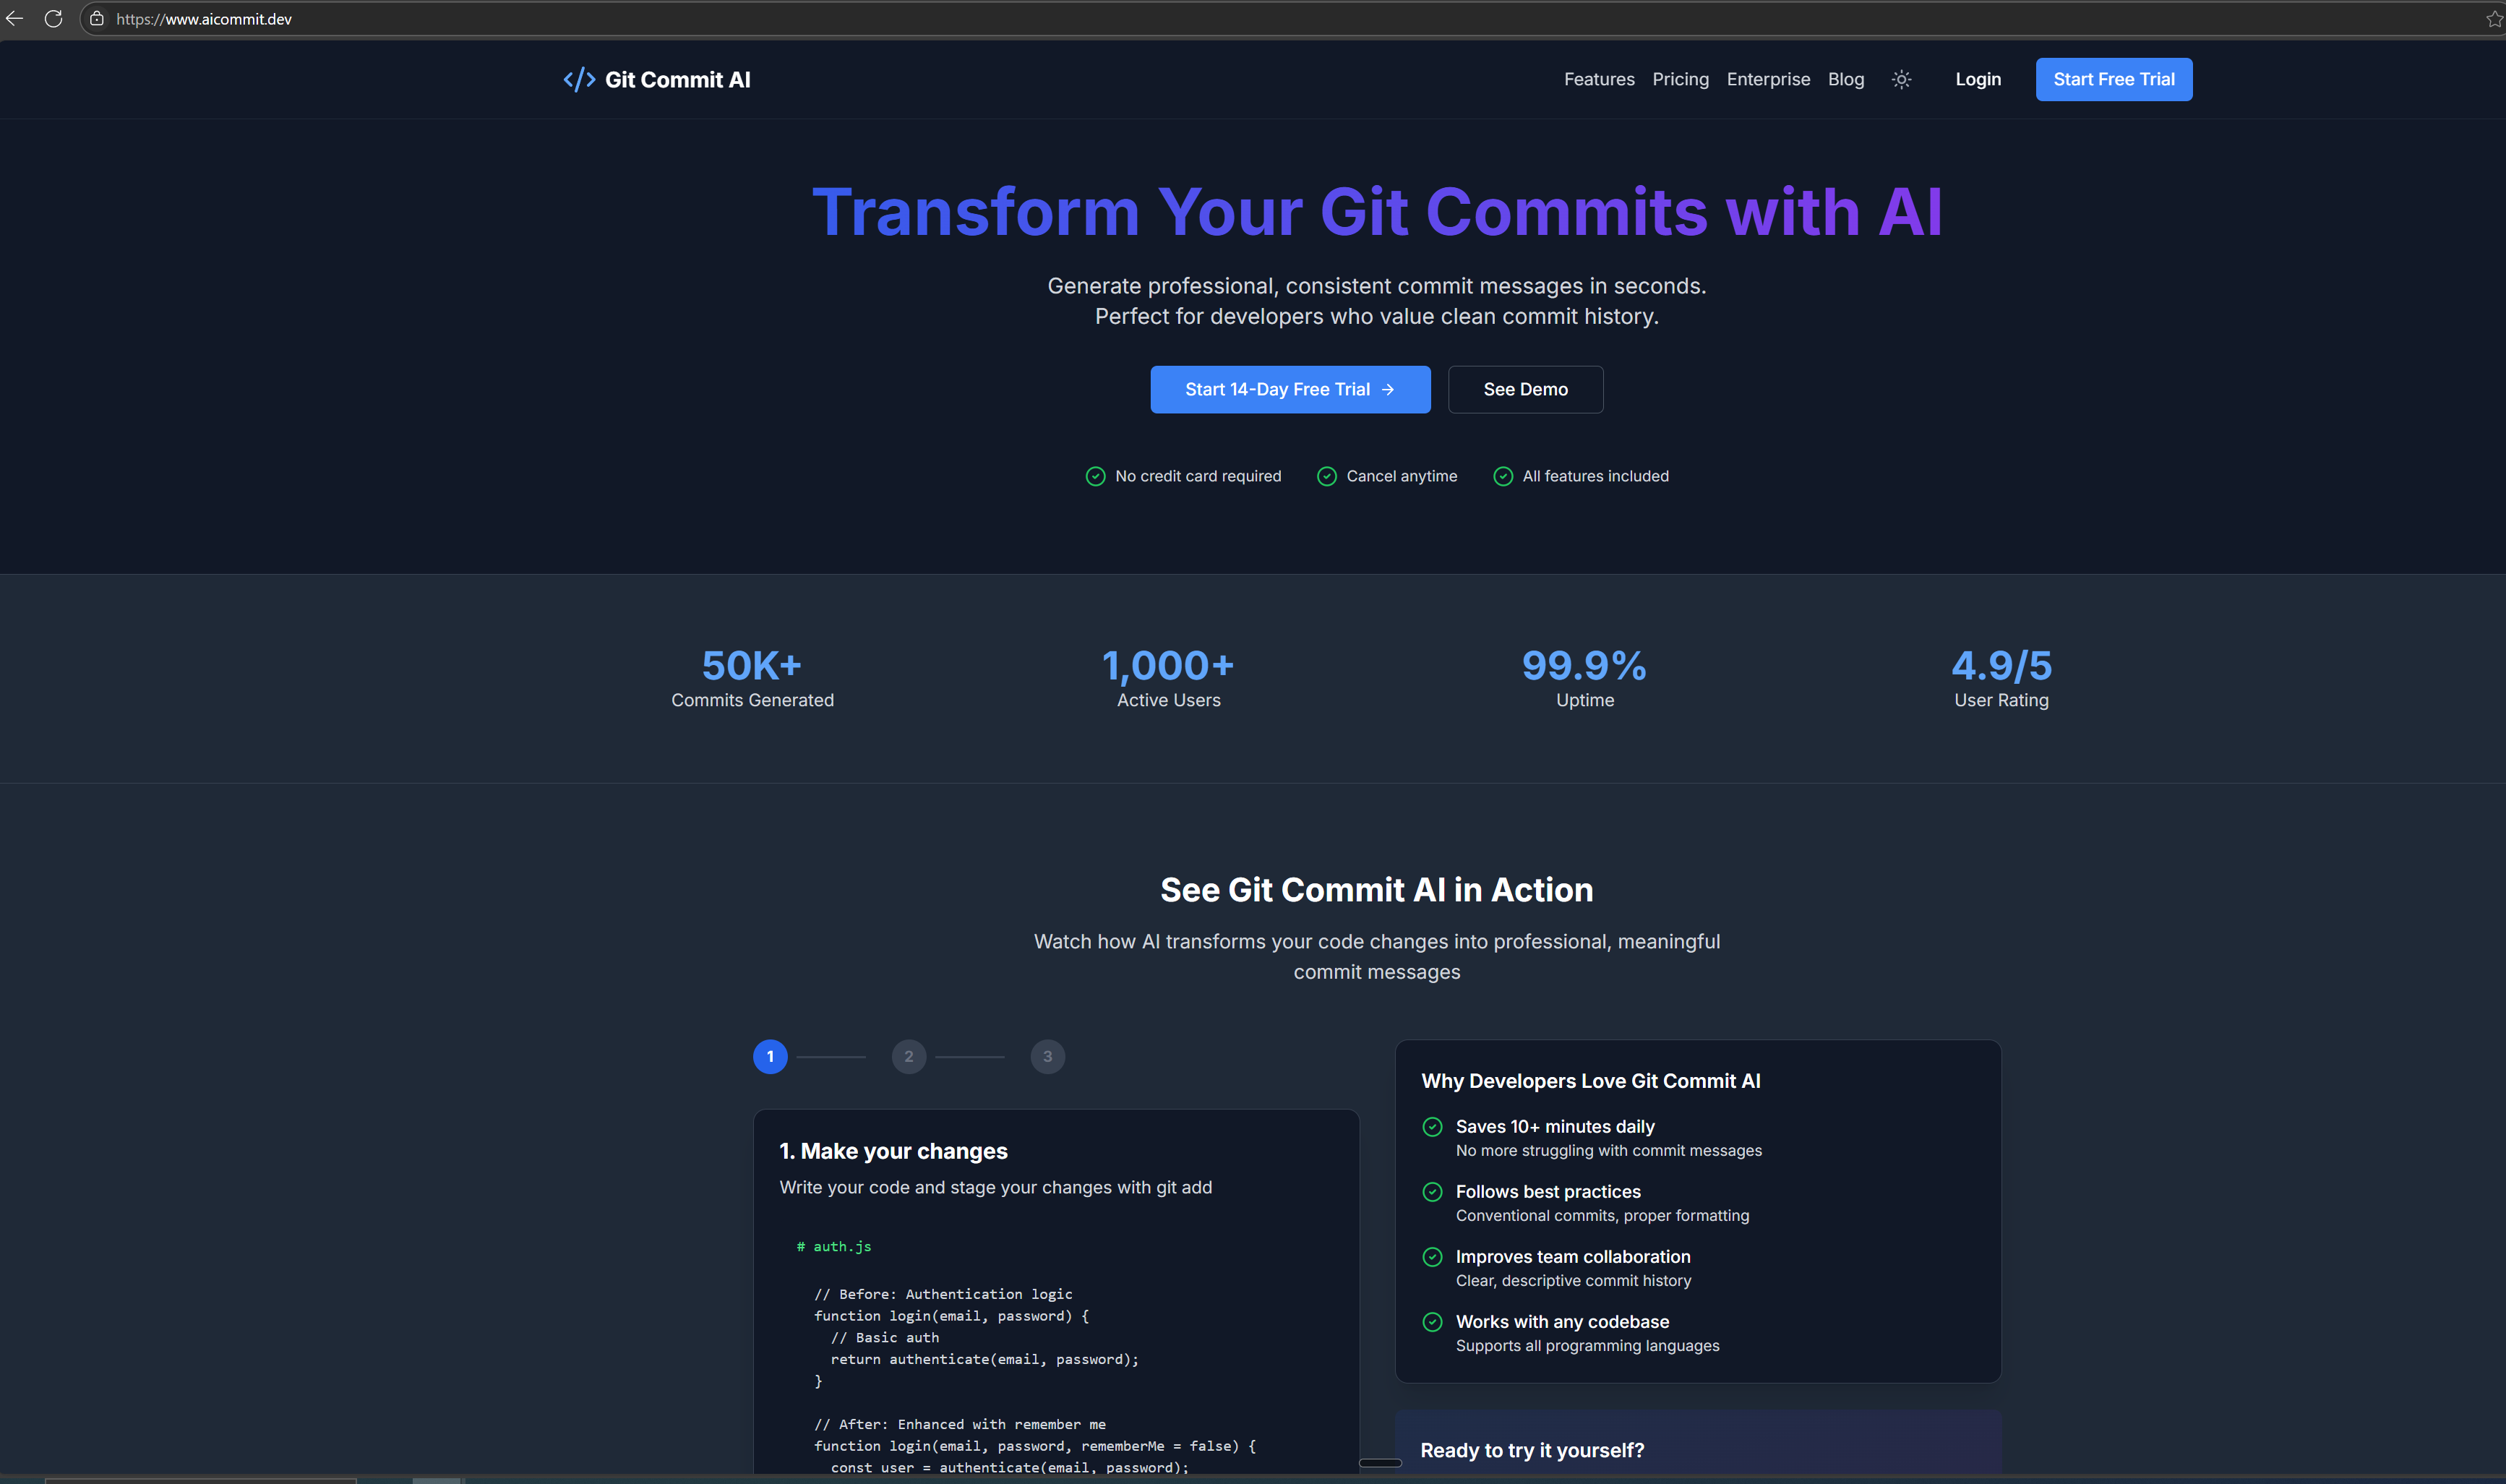 https://www.aicommit.dev
</> Git Commit AI
Features Pricing Enterprise Blog Login Start Free Trial
Transform Your Git Commits with AI
Generate professional, consistent commit messages in seconds.
Perfect for developers who value clean commit history.
Start 14-Day Free Trial → See Demo
No credit card required Cancel anytime All features included
50K+
Commits Generated
1,000+
Active Users
99.9%
Uptime
4.9/5
User Rating
See Git Commit AI in Action
Watch how AI transforms your code changes into professional, meaningful
commit messages
1 2 3
1. Make your changes
Write your code and stage your changes with git add
# auth.js
// Before: Authentication logic
function login(email, password) {
// Basic auth
return authenticate(email, password);
}
// After: Enhanced with remember me
function login(email, password, rememberMe = false) {
const user = authenticate(email, password);
Why Developers Love Git Commit AI
Saves 10+ minutes daily
No more struggling with commit messages
Follows best practices
Conventional commits, proper formatting
Improves team collaboration
Clear, descriptive commit history
Works with any codebase
Supports all programming languages
Ready to try it yourself?